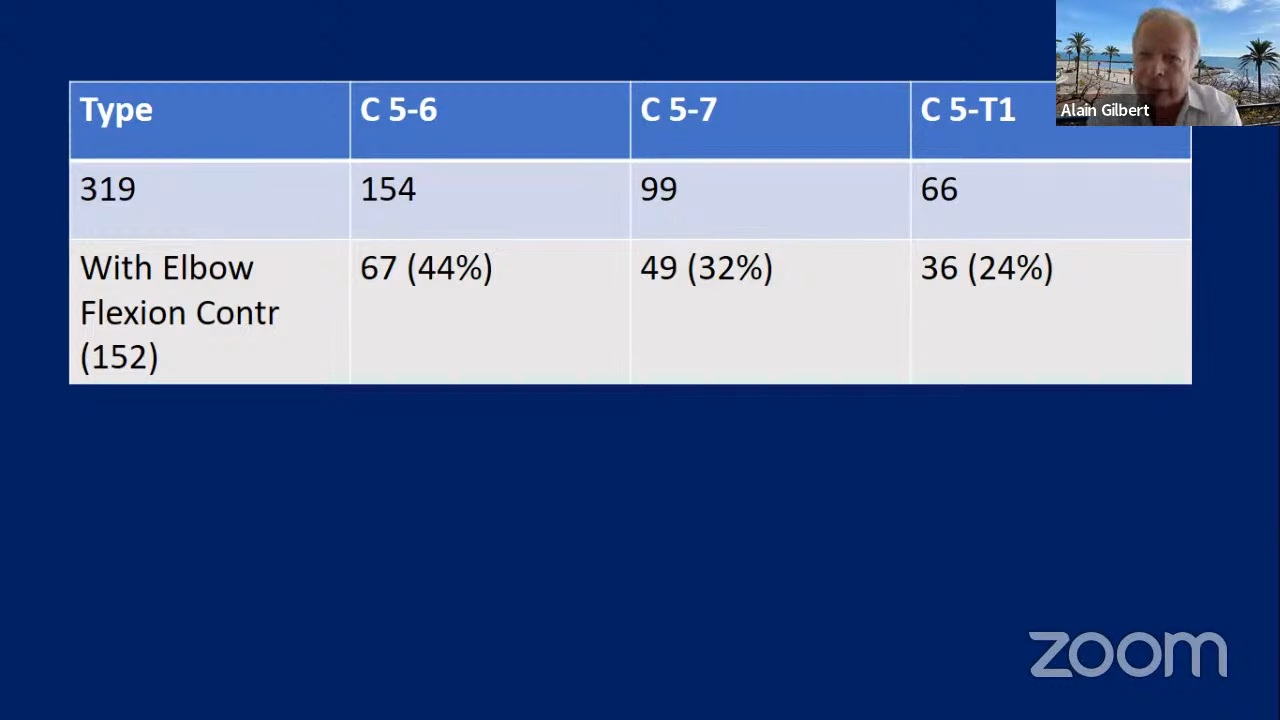 Type C 5-6 C 5-7 C 5-T1
Alain Gilbert
319 154 99 66
With Elbow 67 (44%) 49 (32%) 36 (24%)
Flexion Contr
(152)
zoom